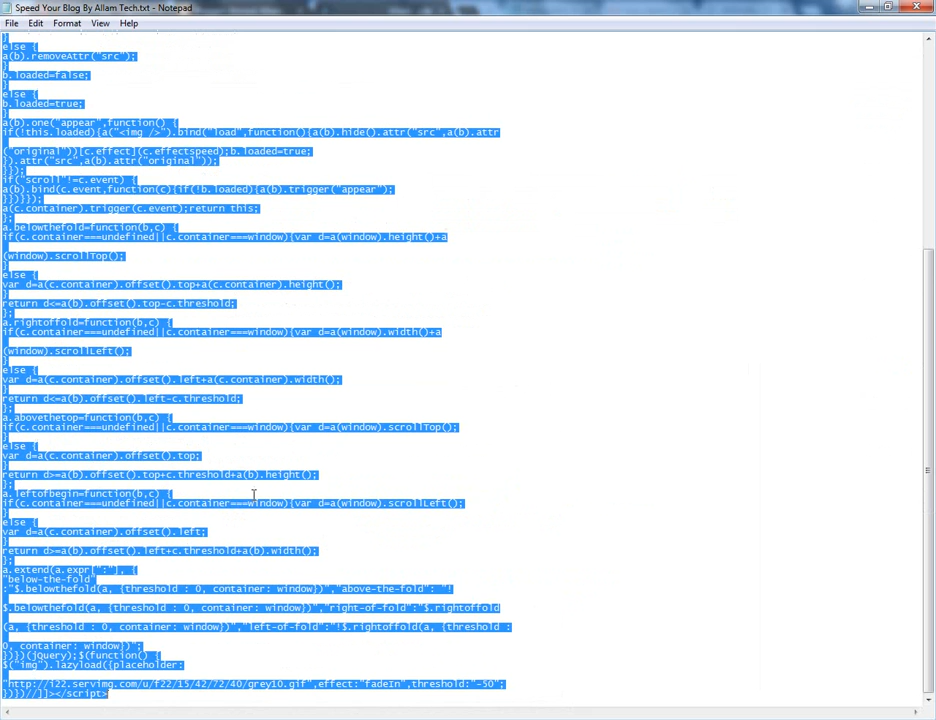 Speed Your Blog By Allam Tech.txt - Notepad
File Edit Format View Help
}
else {
a(b).removeAttr("src");
}
b.loaded=false;
}
else {
b.loaded=true;
}
a(b).one("appear",function() {
if(!this.loaded){a("<img />").bind("load",function(){a(b).hide().attr("src",a(b).attr
("original"))[c.effect](c.effectspeed);b.loaded=true;
}).attr("src",a(b).attr("original"));
}});
if("scroll"!=c.event) {
a(b).bind(c.event,function(c){if(!b.loaded){a(b).trigger("appear");
}})}});
a(c.container).trigger(c.event);return this;
};
a.belowthefold=function(b,c) {
if(c.container===undefined||c.container===window){var d=a(window).height()+a
(window).scrollTop();
}
else {
var d=a(c.container).offset().top+a(c.container).height();
}
return d<=a(b).offset().top-c.threshold;
};
a.rightoffold=function(b,c) {
if(c.container===undefined||c.container===window){var d=a(window).width()+a
(window).scrollLeft();
}
else {
var d=a(c.container).offset().left+a(c.container).width();
}
return d<=a(b).offset().left-c.threshold;
};
a.abovethetop=function(b,c) {
if(c.container===undefined||c.container===window){var d=a(window).scrollTop();
}
else {
var d=a(c.container).offset().top;
}
return d>=a(b).offset().top+c.threshold+a(b).height();
};
a.leftofbegin=function(b,c) {
if(c.container===undefined||c.container===window){var d=a(window).scrollLeft();
}
else {
var d=a(c.container).offset().left;
}
return d>=a(b).offset().left+c.threshold+a(b).width();
};
a.extend(a.expr[":"], {
"below-the-fold"
:"$.belowthefold(a, {threshold : 0, container: window})","above-the-fold": "!
$.belowthefold(a, {threshold : 0, container: window})","right-of-fold":"$.rightoffold
(a, {threshold : 0, container: window})","left-of-fold":"!$.rightoffold(a, {threshold :
0, container: window})";
})})(jQuery);$(function() {
$("img").lazyload({placeholder:
"http://i22.servimg.com/u/f22/15/42/72/40/grey10.gif",effect:"fadeIn",threshold:"-50";
})})//]]></script>